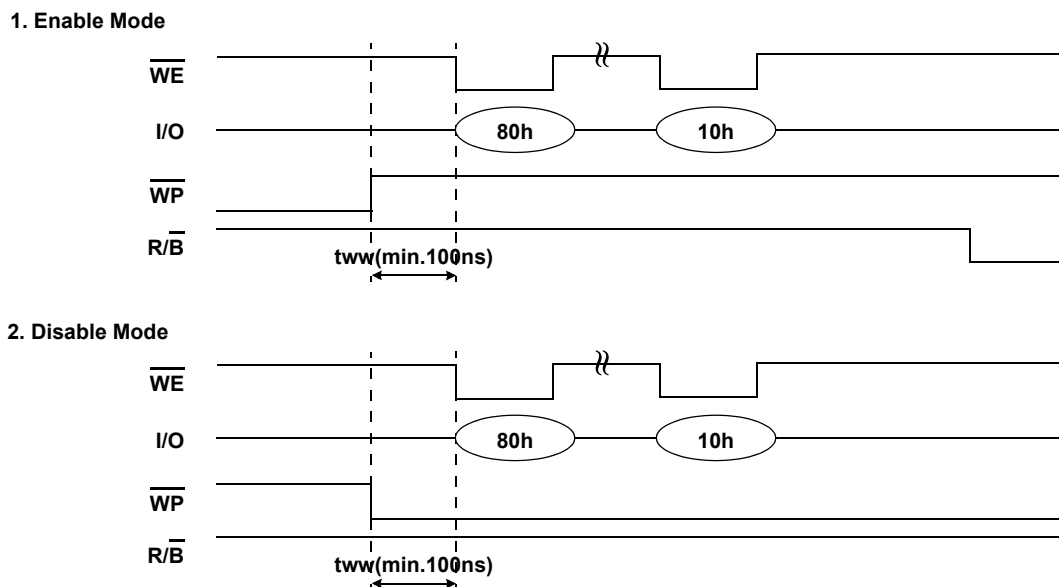 1. Enable Mode
WE
I/O
80h
10h
WP
R/B
tww(min.100ns)
2. Disable Mode
WE
I/O
80h
10h
WP
R/B
tww(min.100ns)